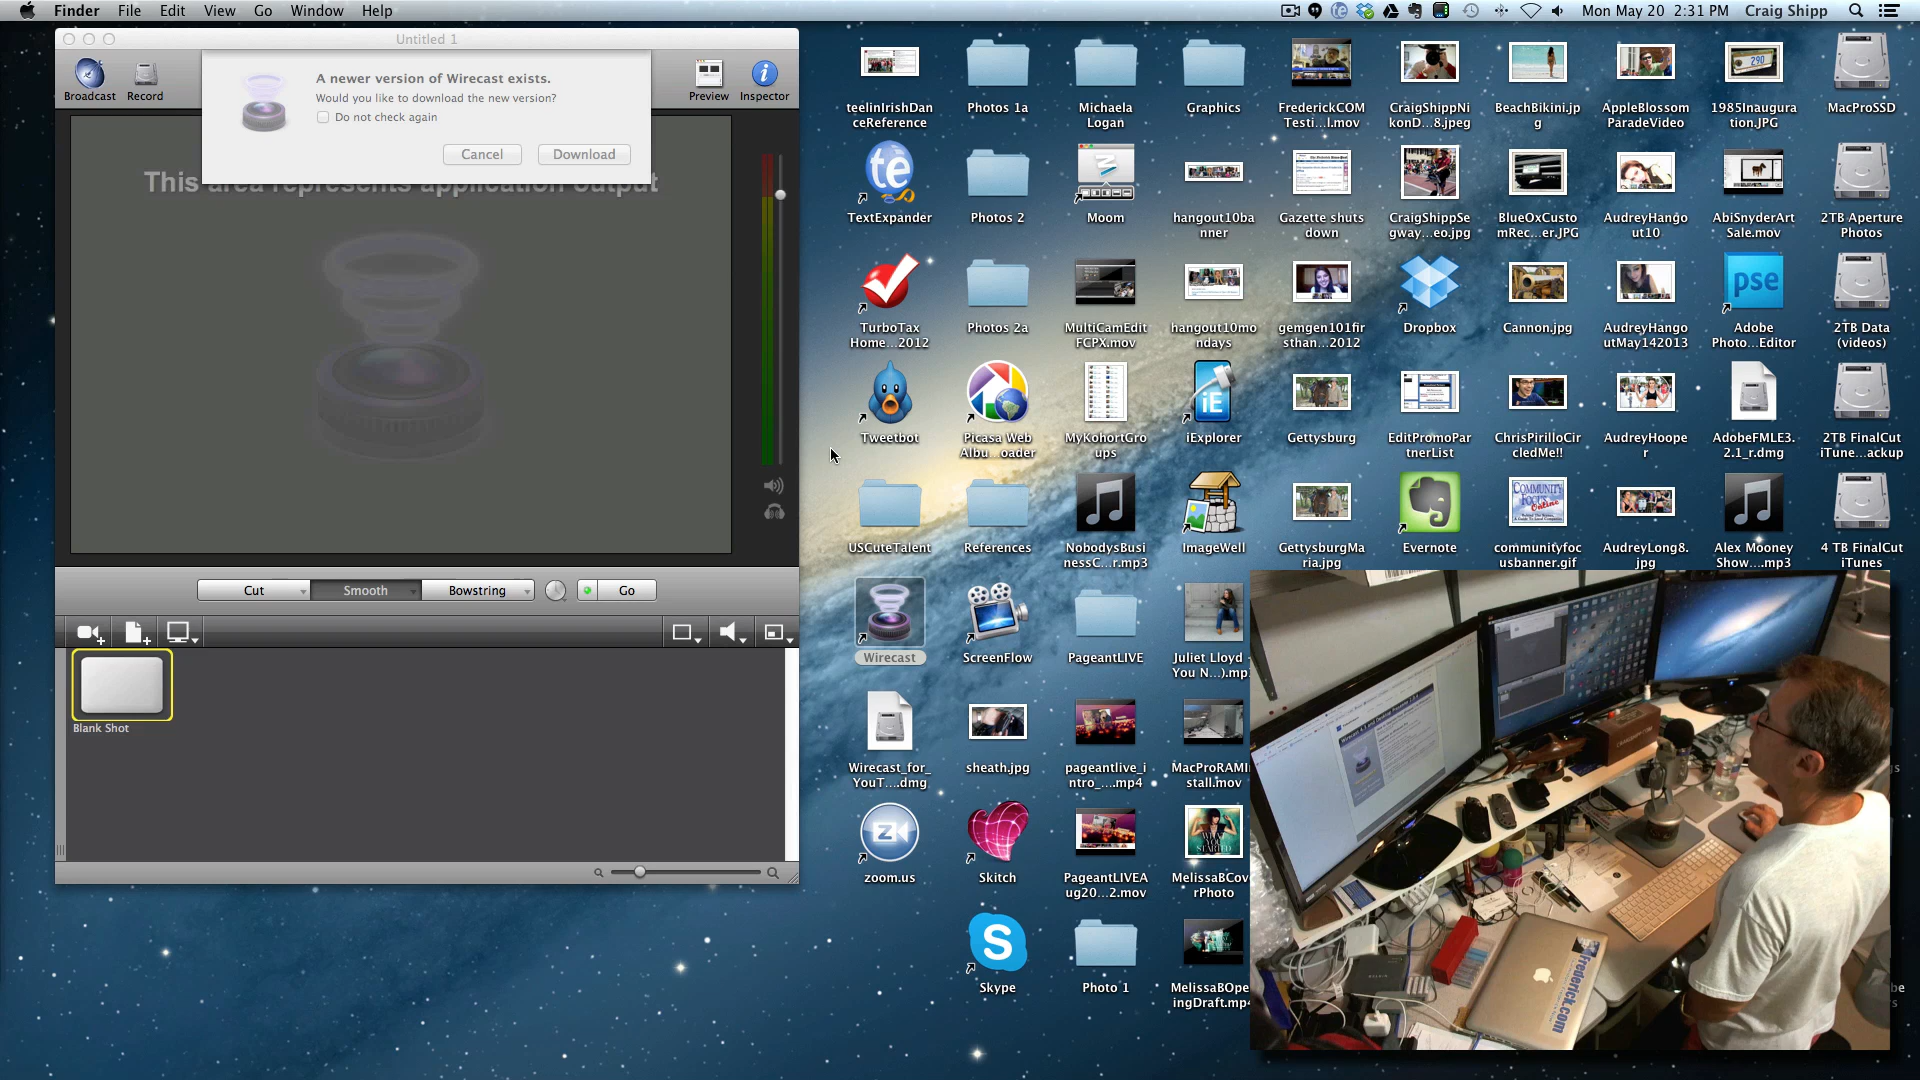 Finder File Edit View Go Window Help
Mon May 20 2:31 PM Craig Shipp
Untitled 1
Broadcast
Record
A newer version of Wirecast exists.
Would you like to download the new version?
Do not check again
Cancel
Download
Preview
Inspector
This area represents application output
Cut
Smooth
Bowstring
Go
Blank Shot
teelinIrishDan
ceReference
Photos 1a
Michaela
Logan
Graphics
FrederickCOM
Testi...l.mov
CraigShippNi
konD...8.jpeg
BeachBikini.jp
g
AppleBlossom
ParadeVideo
1985Inaugura
tion.JPG
MacProSSD
TextExpander
Photos 2
Moom
hangout10ba
nner
Gazette shuts
down
CraigShippSe
gway...eo.jpg
BlueOxCusto
mRec...er.JPG
AudreyHango
ut10
AbiSnyderArt
Sale.mov
2TB Aperture
Photos
TurboTax
Home...2012
Photos 2a
MultiCamEdit
FCPX.mov
hangout10mo
ndays
gemgen101fir
sthan...2012
Dropbox
Cannon.jpg
AudreyHango
utMay142013
Adobe
Photo...Editor
2TB Data
(videos)
Tweetbot
Picasa Web
Albu...oader
MyKohortGro
ups
iExplorer
Gettysburg
EditPromoPar
tnerList
ChrisPirilloCir
cledMe!!
AudreyHoope
r
AdobeFMLE3.
2.1_r.dmg
2TB FinalCut
iTune...ackup
USCuteTalent
References
NobodysBusi
nessC...r.mp3
ImageWell
GettysburgMa
ria.jpg
Evernote
communityfoc
usbanner.gif
AudreyLong8.
jpg
Alex Mooney
Show...mp3
4 TB FinalCut
iTunes
Wirecast
ScreenFlow
PageantLIVE
Juliet Lloyd -
You N...).mp
Wirecast_for_
YouT....dmg
sheath.jpg
pageantlive_i
ntro_...mp4
MacProRAMI
stall.mov
zoom.us
Skitch
PageantLIVEA
ug20...2.mov
MelissaBCov
rPhoto
Skype
Photo 1
MelissaBOpe
ingDraft.mp4
tē
pse
290
iE
COMMUNITY
FOCUS
Online
frederick.com